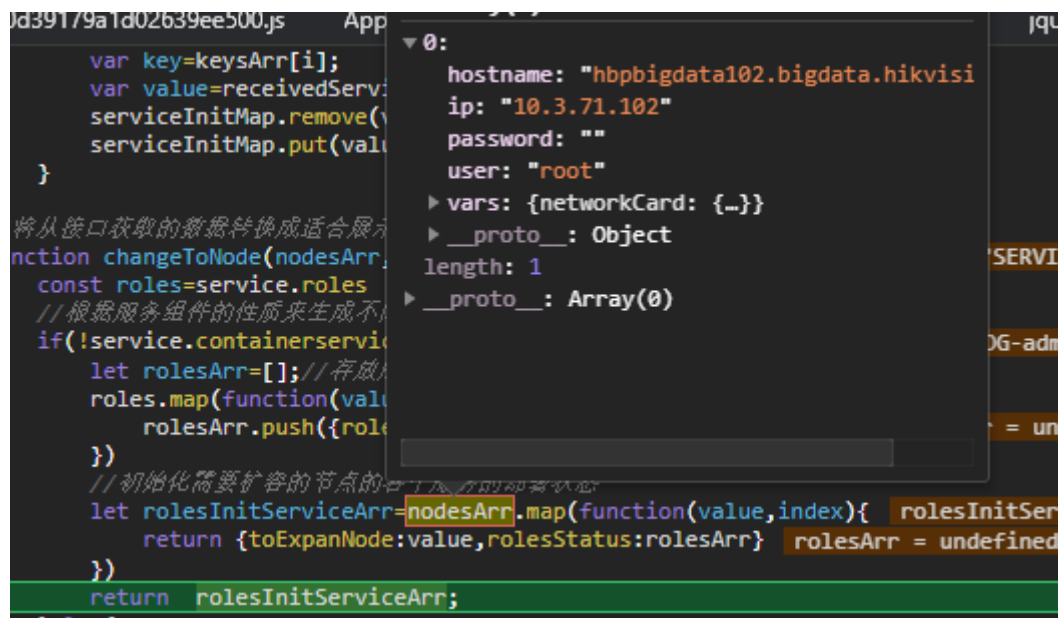 0d39179a1d02639ee500.js App jqu
var key=keysArr[i];
var value=receivedServi
serviceInitMap.remove(v
serviceInitMap.put(valu
}
将从接口获取的数据转换成适合展示
nction changeToNode(nodesArr,
const roles=service.roles
//根据服务组件的性质来生成不
if(!service.containerservic
let rolesArr=[];//存放
roles.map(function(valu
rolesArr.push({role
})
//初始化需要扩容的节点的各个服务的部署状态
let rolesInitServiceArr=nodesArr.map(function(value,index){ rolesInitSer
return {toExpanNode:value,rolesStatus:rolesArr} rolesArr = undefined
})
return rolesInitServiceArr;
▼0:
hostname: "hbpbigdata102.bigdata.hikvisi
ip: "10.3.71.102"
password: ""
user: "root"
▶vars: {networkCard: {…}}
▶__proto__: Object
length: 1
▶__proto__: Array(0)
"SERVI
OG-adm
r = un